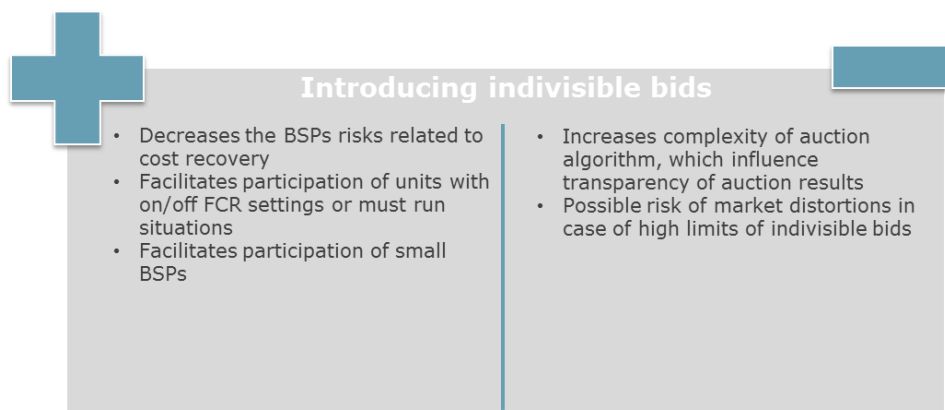 Introducing indivisible bids
• Decreases the BSPs risks related to
cost recovery
• Facilitates participation of units with
on/off FCR settings or must run
situations
• Facilitates participation of small
BSPs
• Increases complexity of auction
algorithm, which influence
transparency of auction results
• Possible risk of market distortions in
case of high limits of indivisible bids